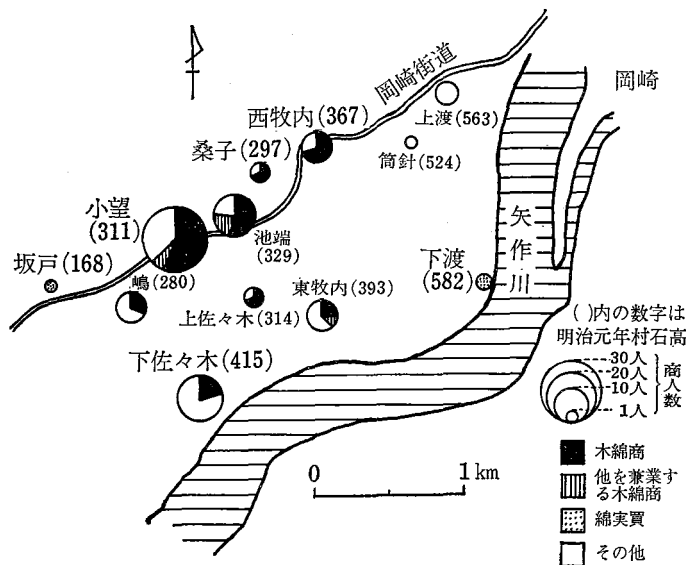 岡崎
岡崎街道
上渡(563)
西牧内(367)
筒針(524)
桑子(297)
小望
(311)
池端
(329)
坂戸(168)
嶋(280)
上佐々木(314)
東牧内(393)
下佐々木(415)
下渡
(582)
矢作川
( )内の数字は
明治元年村石高
30人
20人
10人
1人
商人数
0 1km
木綿商
他を兼業す
る木綿商
綿実買
その他